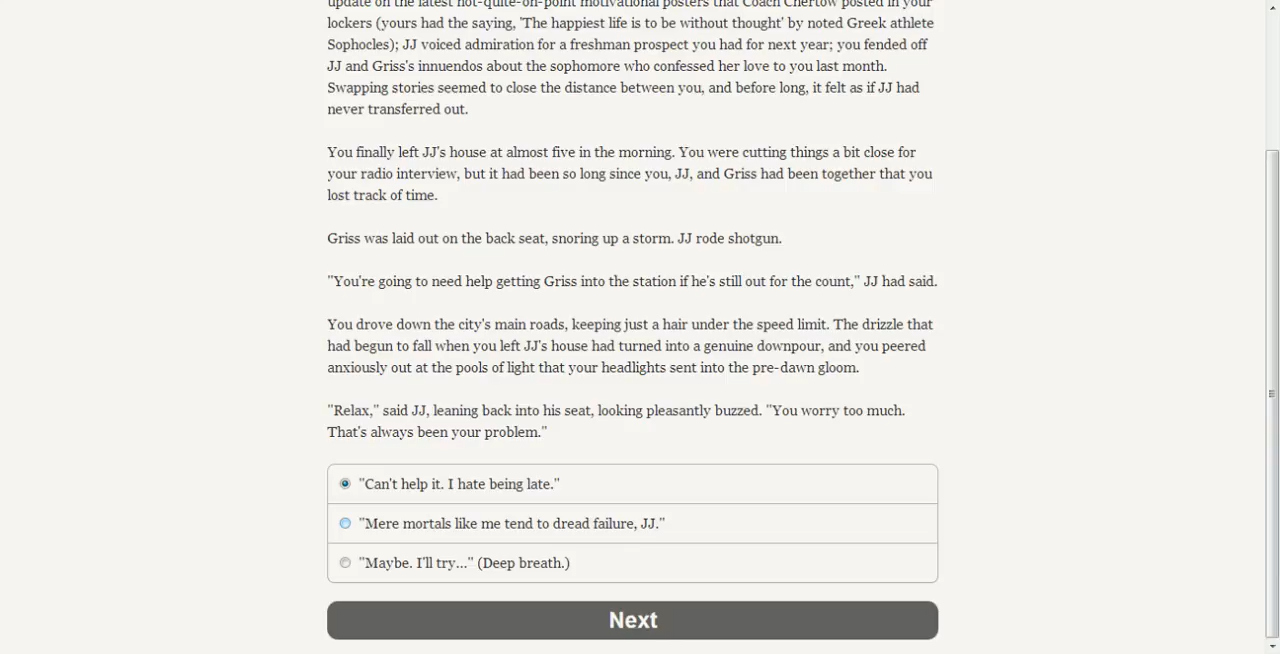 update on the latest not-quite-on-point motivational posters that Coach Chertow posted in your
lockers (yours had the saying, 'The happiest life is to be without thought' by noted Greek athlete
Sophocles); JJ voiced admiration for a freshman prospect you had for next year; you fended off
JJ and Griss's innuendos about the sophomore who confessed her love to you last month.
Swapping stories seemed to close the distance between you, and before long, it felt as if JJ had
never transferred out.
You finally left JJ's house at almost five in the morning. You were cutting things a bit close for
your radio interview, but it had been so long since you, JJ, and Griss had been together that you
lost track of time.
Griss was laid out on the back seat, snoring up a storm. JJ rode shotgun.
"You're going to need help getting Griss into the station if he's still out for the count," JJ had said.
You drove down the city's main roads, keeping just a hair under the speed limit. The drizzle that
had begun to fall when you left JJ's house had turned into a genuine downpour, and you peered
anxiously out at the pools of light that your headlights sent into the pre-dawn gloom.
"Relax," said JJ, leaning back into his seat, looking pleasantly buzzed. "You worry too much.
That's always been your problem."
"Can't help it. I hate being late."
"Mere mortals like me tend to dread failure, JJ."
"Maybe. I'll try..." (Deep breath.)
Next